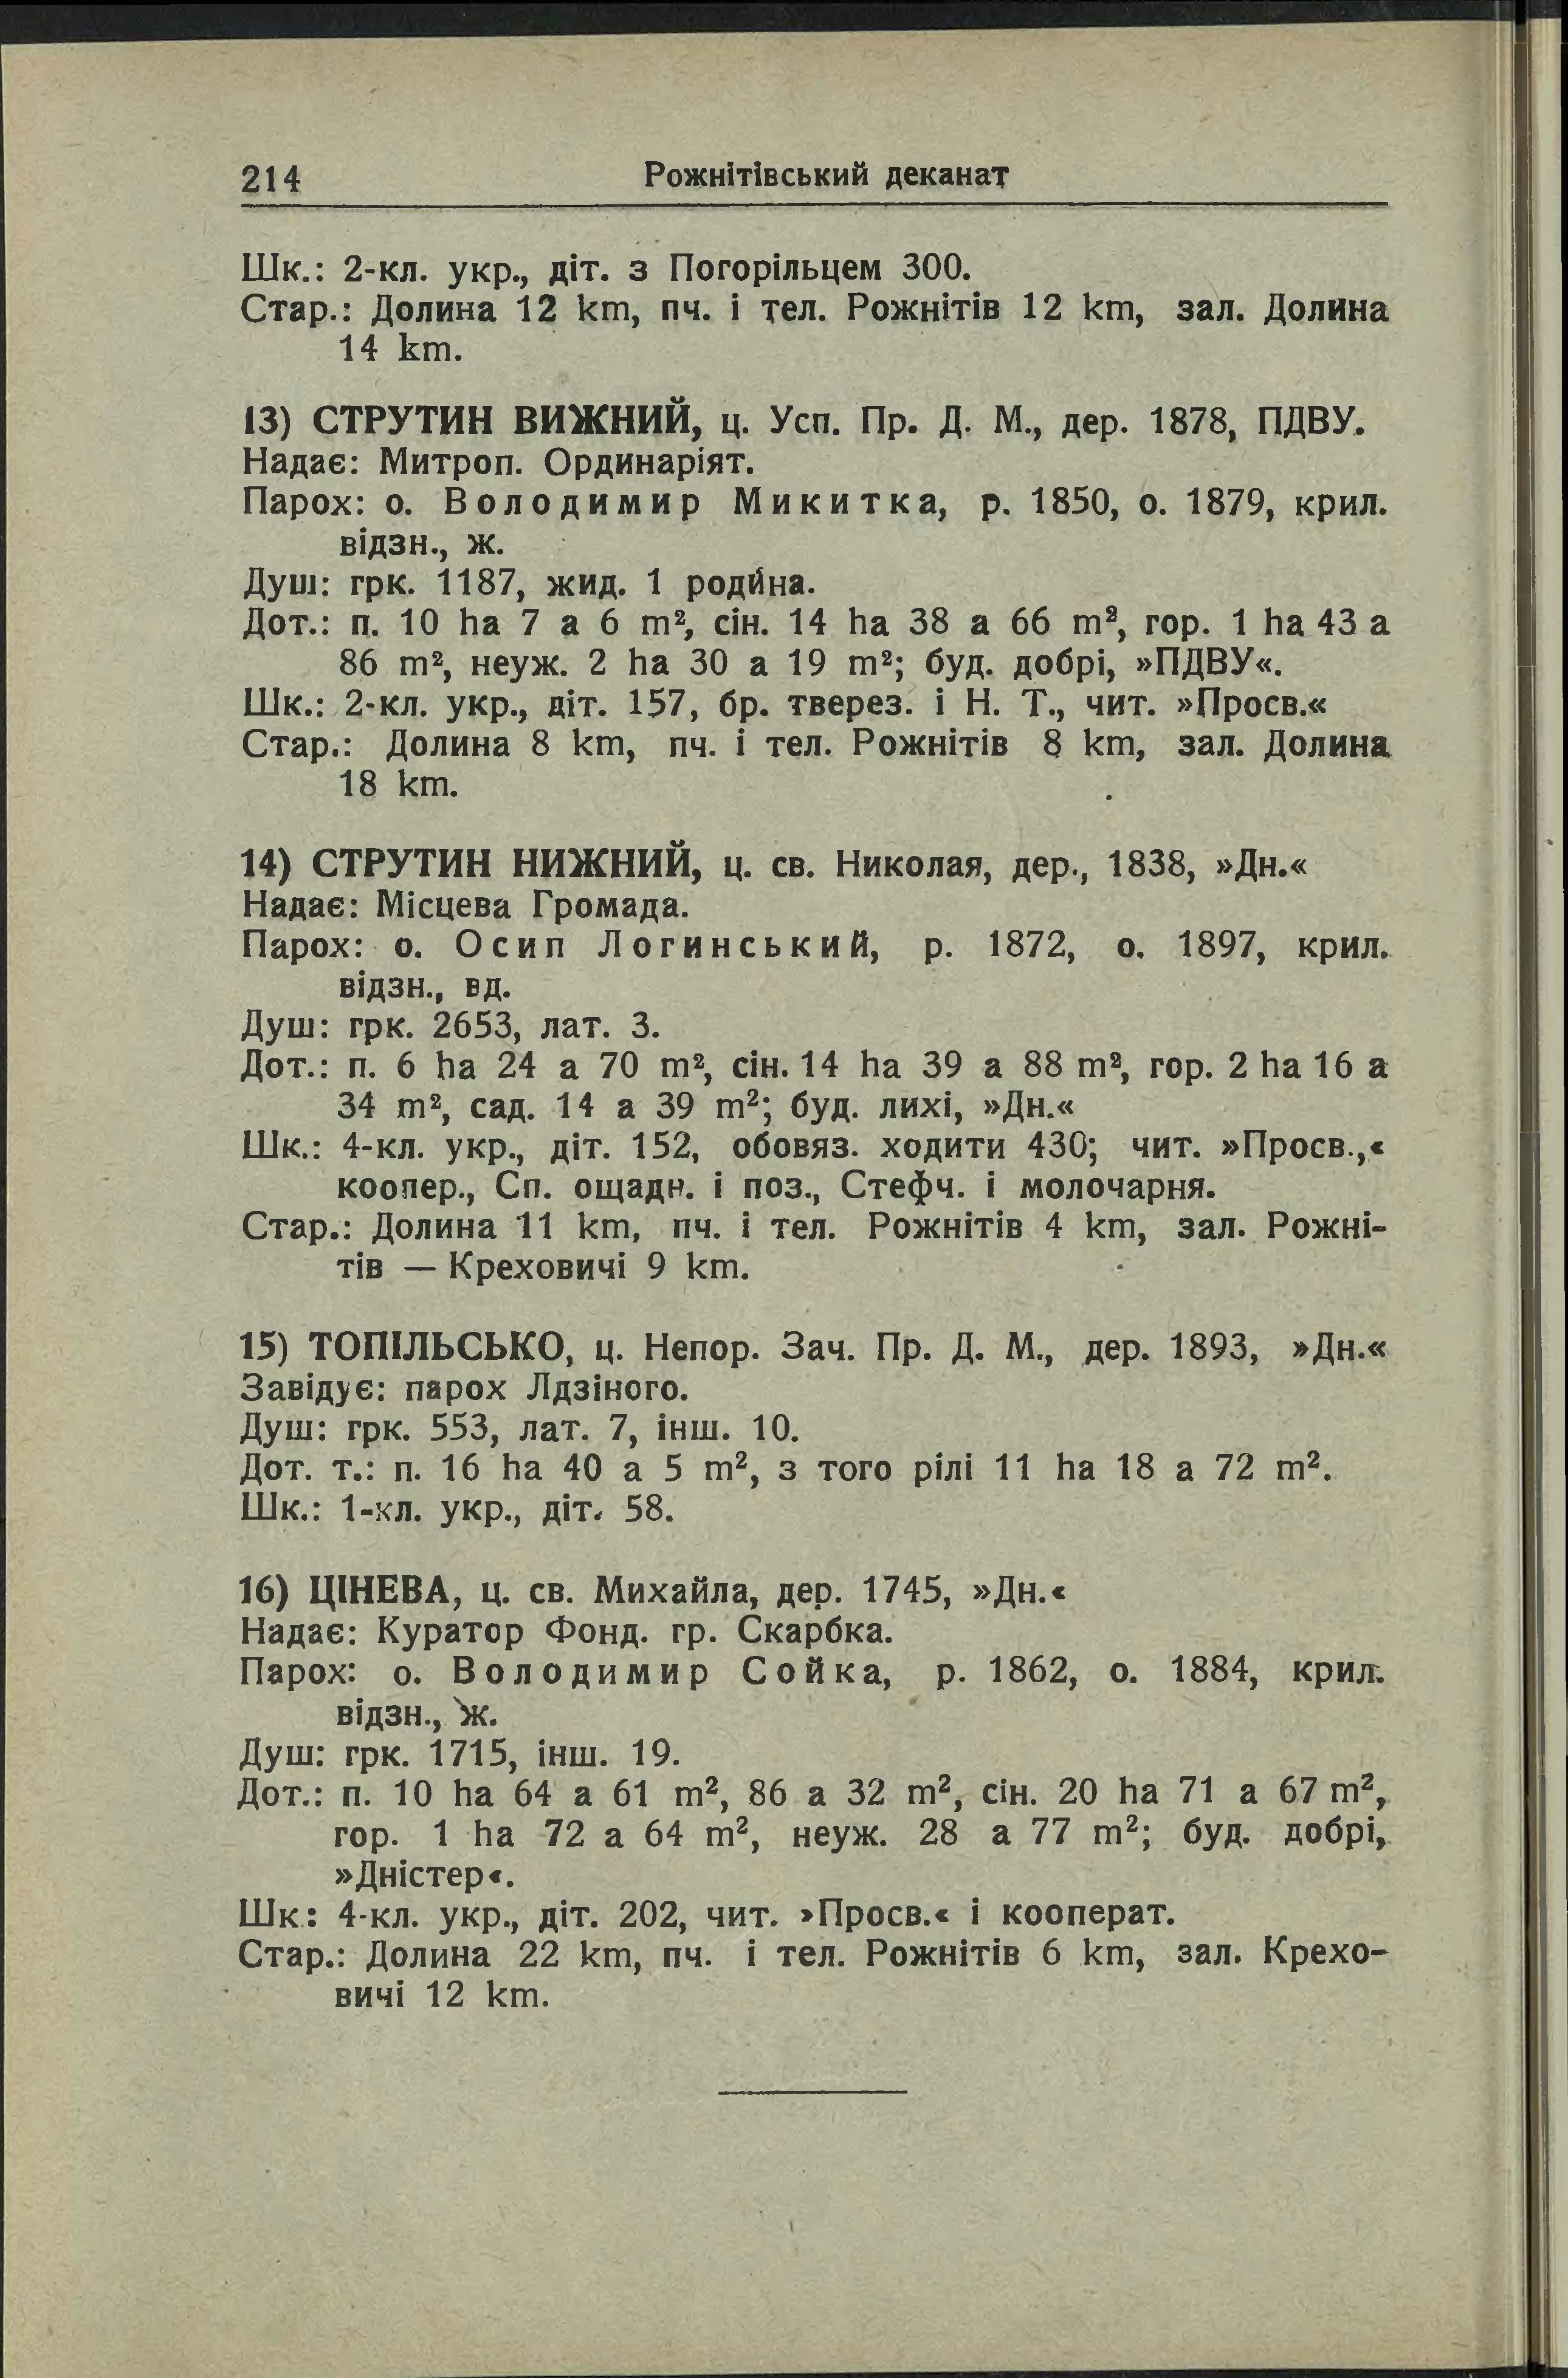 214 Рожнітівський деканат
Шк.: 2-кл. укр., діт. з Погорільцем 300.
Стар.: Долина 12 km, пч. і тел. Рожнітів 12 km, зал. Долина
14 km.
13) СТРУТИН ВИЖНИЙ, ц. Усп. Пр. Д. М., дер. 1878, ПДВУ.
Надає: Митроп. Ординаріят.
Парох: о. Володимир Микитка, р. 1850, о. 1879, крил.
відзн., ж.
Душ: грк. 1187, жид. 1 родина.
Дот.: п. 10 ha 7 a 6 m², сін. 14 ha 38 a 66 m², гор. 1 ha 43 a
86 m², неуж. 2 ha 30 a 19 m²; буд. добрі, »ПДВУ«.
Шк.: 2-кл. укр., діт. 157, бр. тверез. і Н. Т., чит. »Просв.«
Стар.: Долина 8 km, пч. і тел. Рожнітів 8 km, зал. Долина
18 km.
14) СТРУТИН НИЖНИЙ, ц. св. Николая, дер., 1838, »Дн.«
Надає: Місцева Громада.
Парох: о. Осип Логинський, р. 1872, о. 1897, крил.
відзн., вд.
Душ: грк. 2653, лат. 3.
Дот.: п. 6 ha 24 a 70 m², сін. 14 ha 39 a 88 m², гор. 2 ha 16 a
34 m², сад. 14 a 39 m²; буд. лихі, »Дн.«
Шк.: 4-кл. укр., діт. 152, обовяз. ходити 430; чит. »Просв.,«
коопер., Сп. ощадн. і поз., Стефч. і молочарня.
Стар.: Долина 11 km, пч. і тел. Рожнітів 4 km, зал. Рожні-
тів — Креховичі 9 km.
15) ТОПІЛЬСЬКО, ц. Непор. Зач. Пр. Д. М., дер. 1893, »Дн.«
Завідує: парох Лдзіного.
Душ: грк. 553, лат. 7, інш. 10.
Дот. т.: п. 16 ha 40 a 5 m², з того рілі 11 ha 18 a 72 m².
Шк.: 1-кл. укр., діт. 58.
16) ЦІНЕВА, ц. св. Михайла, дер. 1745, »Дн.«
Надає: Куратор Фонд. гр. Скарбка.
Парох: о. Володимир Сойка, р. 1862, о. 1884, крил.
відзн., ж.
Душ: грк. 1715, інш. 19.
Дот.: п. 10 ha 64 a 61 m², 86 a 32 m², сін. 20 ha 71 a 67 m²,
гор. 1 ha 72 a 64 m², неуж. 28 a 77 m²; буд. добрі,
»Дністер«.
Шк: 4-кл. укр., діт. 202, чит. »Просв.« і кооперат.
Стар.: Долина 22 km, пч. і тел. Рожнітів 6 km, зал. Крехо-
вичі 12 km.